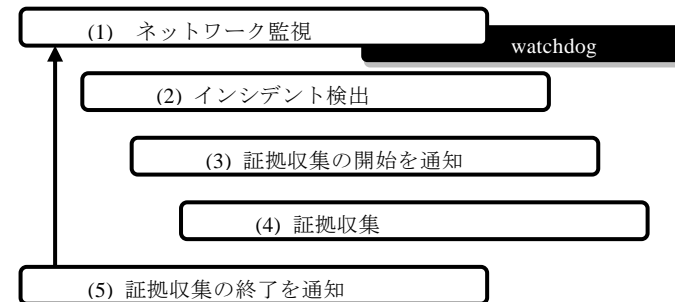 (1) ネットワーク監視
watchdog
(2) インシデント検出
(3) 証拠収集の開始を通知
(4) 証拠収集
(5) 証拠収集の終了を通知